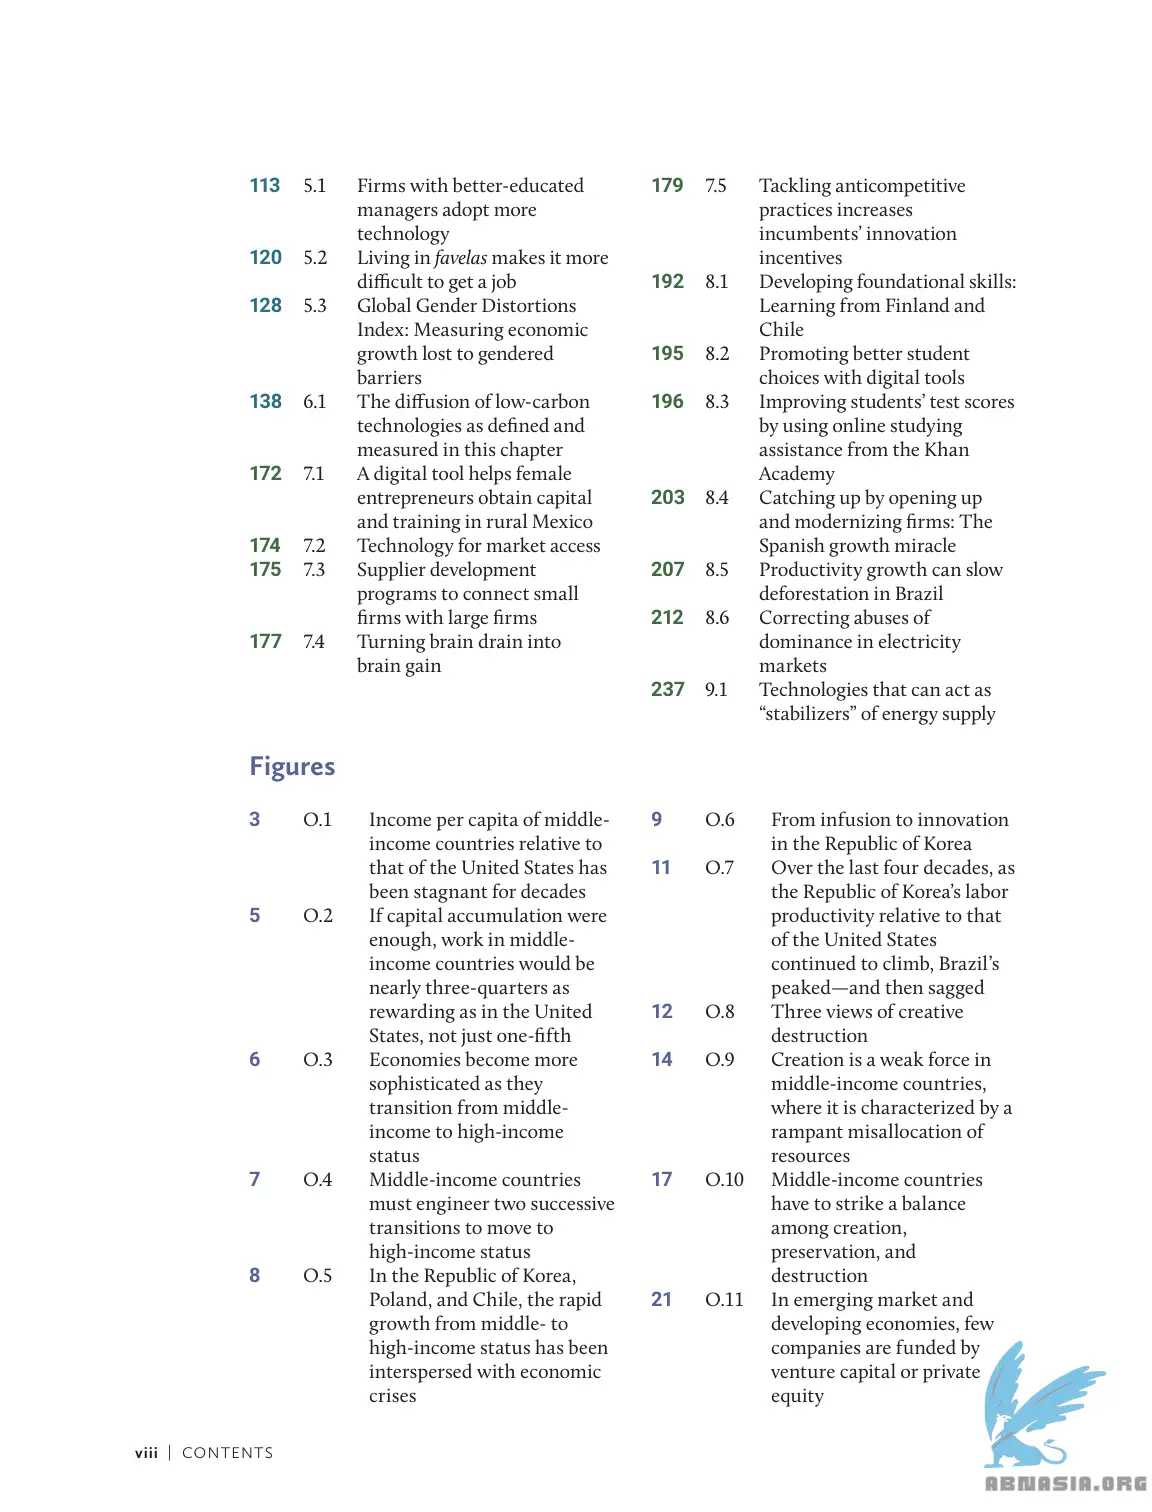 113 5.1 Firms with better-educated
managers adopt more
technology
120 5.2 Living in favelas makes it more
difficult to get a job
128 5.3 Global Gender Distortions
Index: Measuring economic
growth lost to gendered
barriers
138 6.1 The diffusion of low-carbon
technologies as defined and
measured in this chapter
172 7.1 A digital tool helps female
entrepreneurs obtain capital
and training in rural Mexico
174 7.2 Technology for market access
175 7.3 Supplier development
programs to connect small
firms with large firms
177 7.4 Turning brain drain into
brain gain
179 7.5 Tackling anticompetitive
practices increases
incumbents’ innovation
incentives
192 8.1 Developing foundational skills:
Learning from Finland and
Chile
195 8.2 Promoting better student
choices with digital tools
196 8.3 Improving students’ test scores
by using online studying
assistance from the Khan
Academy
203 8.4 Catching up by opening up
and modernizing firms: The
Spanish growth miracle
207 8.5 Productivity growth can slow
deforestation in Brazil
212 8.6 Correcting abuses of
dominance in electricity
markets
237 9.1 Technologies that can act as
“stabilizers” of energy supply
Figures
3 O.1 Income per capita of middle-
income countries relative to
that of the United States has
been stagnant for decades
5 O.2 If capital accumulation were
enough, work in middle-
income countries would be
nearly three-quarters as
rewarding as in the United
States, not just one-fifth
6 O.3 Economies become more
sophisticated as they
transition from middle-
income to high-income
status
7 O.4 Middle-income countries
must engineer two successive
transitions to move to
high-income status
8 O.5 In the Republic of Korea,
Poland, and Chile, the rapid
growth from middle- to
high-income status has been
interspersed with economic
crises
9 O.6 From infusion to innovation
in the Republic of Korea
11 O.7 Over the last four decades, as
the Republic of Korea’s labor
productivity relative to that
of the United States
continued to climb, Brazil’s
peaked—and then sagged
12 O.8 Three views of creative
destruction
14 O.9 Creation is a weak force in
middle-income countries,
where it is characterized by a
rampant misallocation of
resources
17 O.10 Middle-income countries
have to strike a balance
among creation,
preservation, and
destruction
21 O.11 In emerging market and
developing economies, few
companies are funded by
venture capital or private
equity
viii | CONTENTS
ABNASIA.ORG